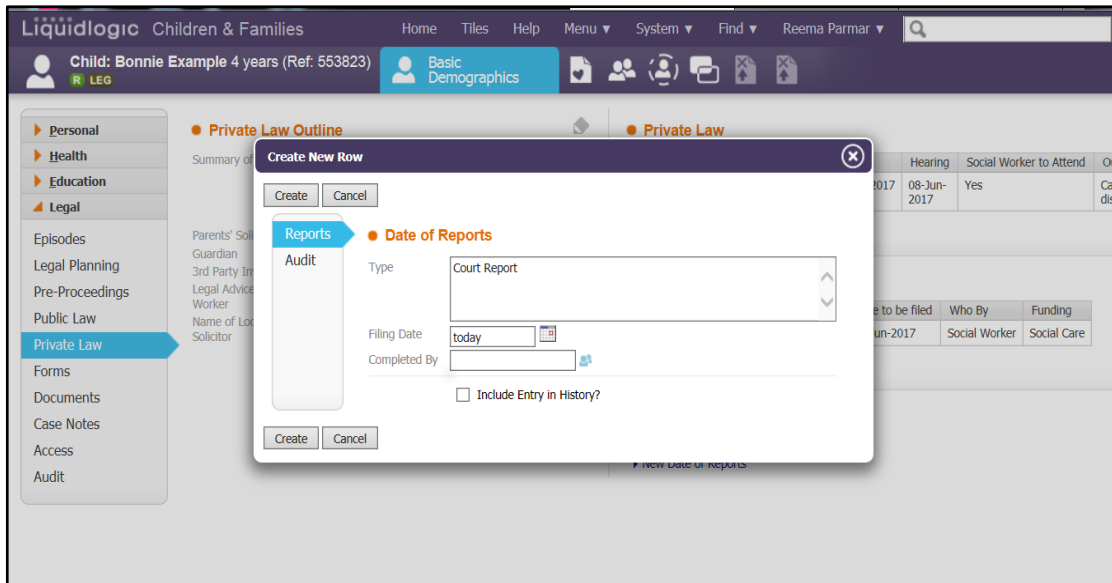 Liquidlogic Children & Families Home Tiles Help Menu System Find Reema Parmar
Child: Bonnie Example 4 years (Ref: 553823)
R LEG
Basic
Demographics
Personal
Health
Education
Legal
Episodes
Legal Planning
Pre-Proceedings
Public Law
Private Law
Forms
Documents
Case Notes
Access
Audit
Private Law Outline
Summary of
Parents' Soli
Guardian
3rd Party In
Legal Advice
Worker
Name of Loc
Solicitor
Private Law
Hearing Social Worker to Attend
2017 08-Jun-
2017 Yes
Create New Row
Create Cancel
Reports
Audit
Date of Reports
Type Court Report
Filing Date today
Completed By
Include Entry in History?
Create Cancel
e to be filed Who By Funding
un-2017 Social Worker Social Care
New Date of Reports